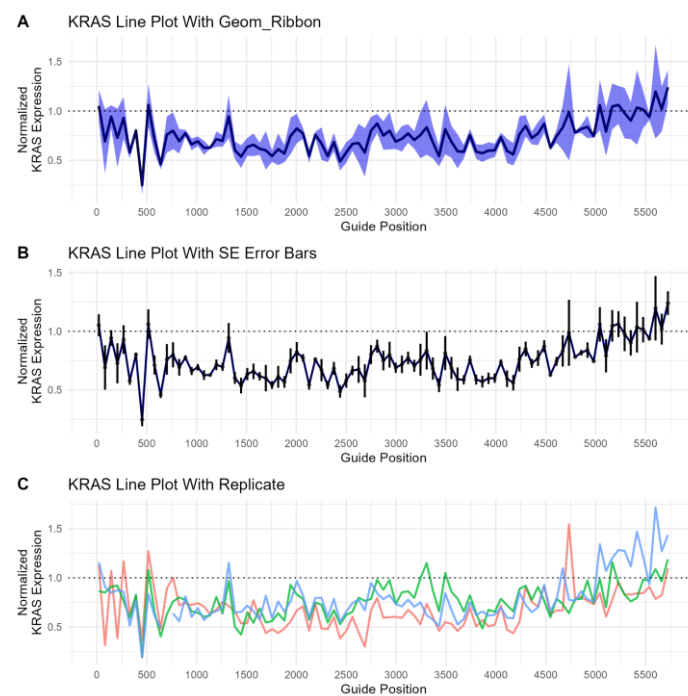 A KRAS Line Plot With Geom_Ribbon
Normalized
KRAS Expression
1.5
1.0
0.5
0 500 1000 1500 2000 2500 3000 3500 4000 4500 5000 5500
Guide Position
B KRAS Line Plot With SE Error Bars
Normalized
KRAS Expression
1.5
1.0
0.5
0 500 1000 1500 2000 2500 3000 3500 4000 4500 5000 5500
Guide Position
C KRAS Line Plot With Replicate
Normalized
KRAS Expression
1.5
1.0
0.5
0 500 1000 1500 2000 2500 3000 3500 4000 4500 5000 5500
Guide Position